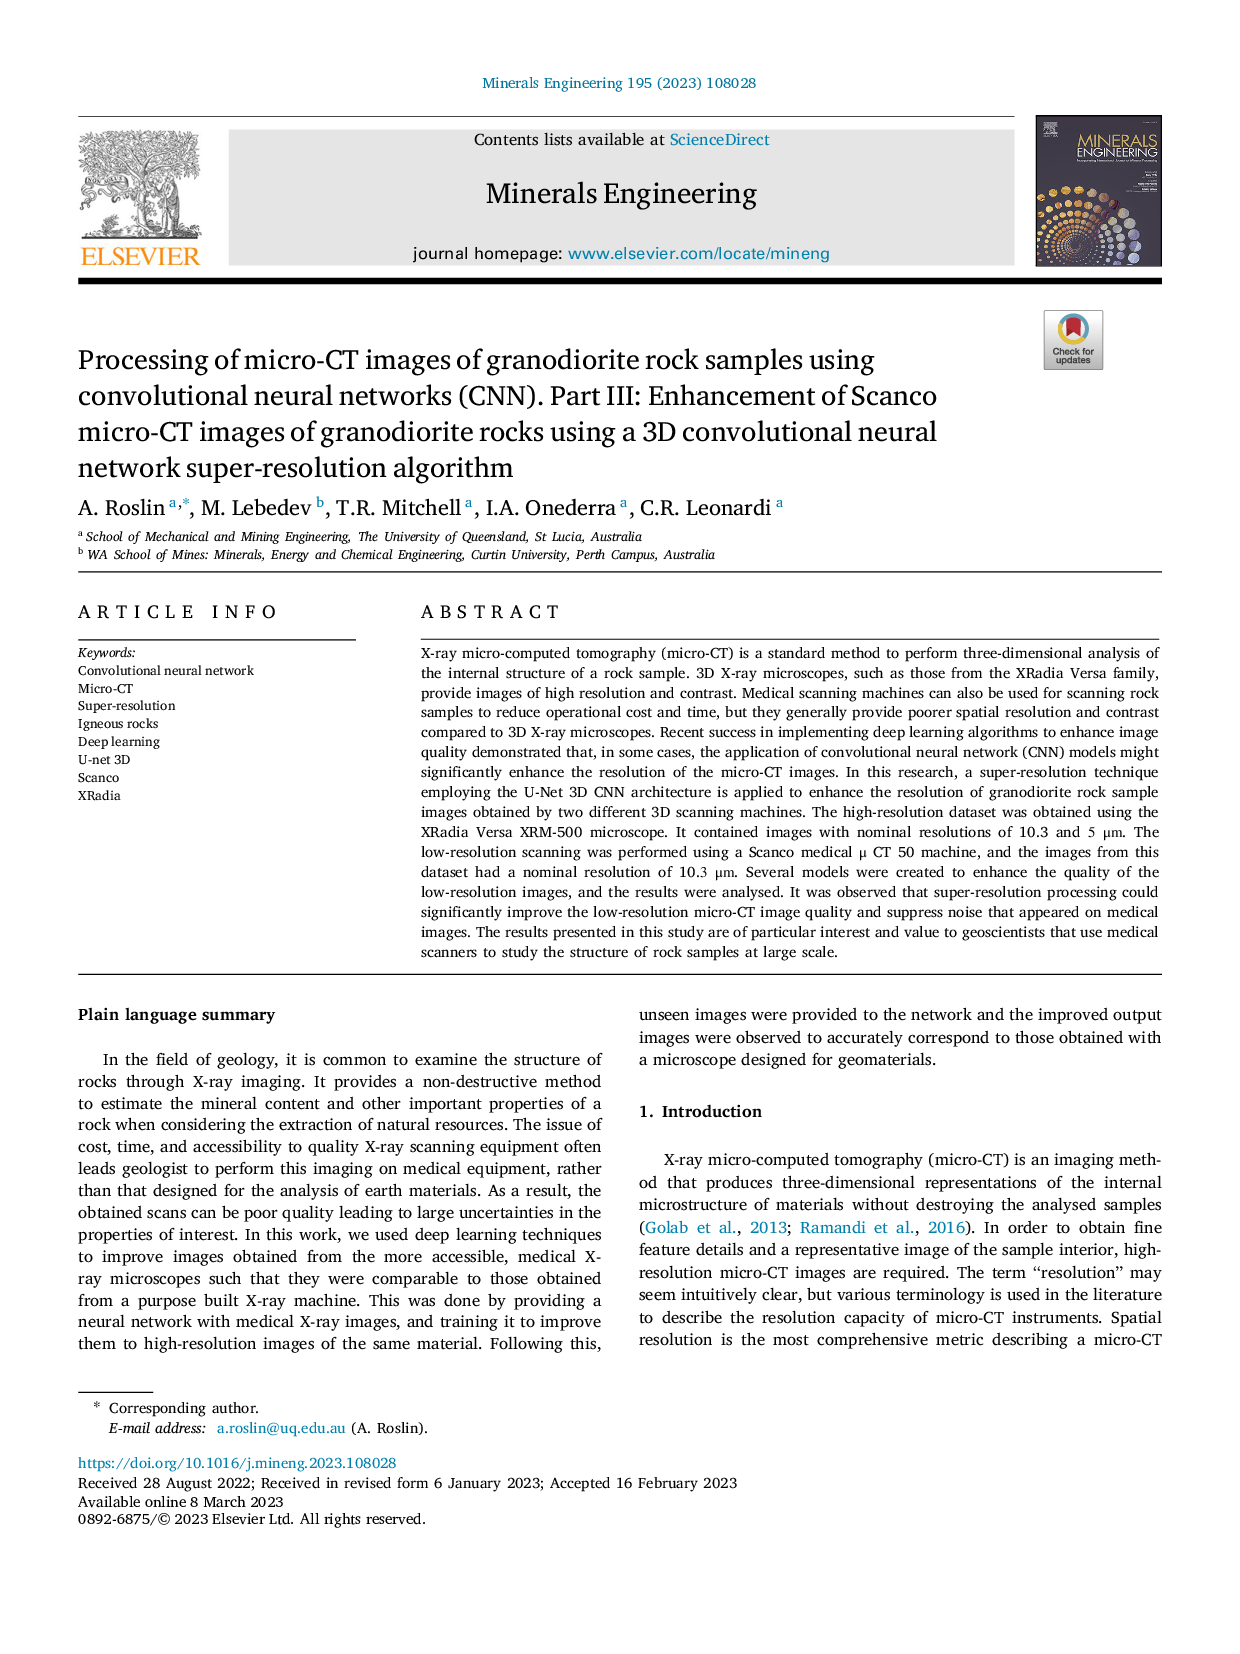 Minerals Engineering 195 (2023) 108028
Contents lists available at ScienceDirect
Minerals Engineering
journal homepage: www.elsevier.com/locate/mineng
ELSEVIER
MINERALS
ENGINEERING
Check for
updates
Processing of micro-CT images of granodiorite rock samples using
convolutional neural networks (CNN). Part III: Enhancement of Scanco
micro-CT images of granodiorite rocks using a 3D convolutional neural
network super-resolution algorithm
A. Roslin a,*, M. Lebedev b, T.R. Mitchell a, I.A. Onederra a, C.R. Leonardi a
a School of Mechanical and Mining Engineering, The University of Queensland, St Lucia, Australia
b WA School of Mines: Minerals, Energy and Chemical Engineering, Curtin University, Perth Campus, Australia
ARTICLE INFO
Keywords:
Convolutional neural network
Micro-CT
Super-resolution
Igneous rocks
Deep learning
U-net 3D
Scanco
XRadia
ABSTRACT
X-ray micro-computed tomography (micro-CT) is a standard method to perform three-dimensional analysis of
the internal structure of a rock sample. 3D X-ray microscopes, such as those from the XRadia Versa family,
provide images of high resolution and contrast. Medical scanning machines can also be used for scanning rock
samples to reduce operational cost and time, but they generally provide poorer spatial resolution and contrast
compared to 3D X-ray microscopes. Recent success in implementing deep learning algorithms to enhance image
quality demonstrated that, in some cases, the application of convolutional neural network (CNN) models might
significantly enhance the resolution of the micro-CT images. In this research, a super-resolution technique
employing the U-Net 3D CNN architecture is applied to enhance the resolution of granodiorite rock sample
images obtained by two different 3D scanning machines. The high-resolution dataset was obtained using the
XRadia Versa XRM-500 microscope. It contained images with nominal resolutions of 10.3 and 5 μm. The
low-resolution scanning was performed using a Scanco medical μ CT 50 machine, and the images from this
dataset had a nominal resolution of 10.3 μm. Several models were created to enhance the quality of the
low-resolution images, and the results were analysed. It was observed that super-resolution processing could
significantly improve the low-resolution micro-CT image quality and suppress noise that appeared on medical
images. The results presented in this study are of particular interest and value to geoscientists that use medical
scanners to study the structure of rock samples at large scale.
Plain language summary
In the field of geology, it is common to examine the structure of
rocks through X-ray imaging. It provides a non-destructive method
to estimate the mineral content and other important properties of a
rock when considering the extraction of natural resources. The issue of
cost, time, and accessibility to quality X-ray scanning equipment often
leads geologist to perform this imaging on medical equipment, rather
than that designed for the analysis of earth materials. As a result, the
obtained scans can be poor quality leading to large uncertainties in the
properties of interest. In this work, we used deep learning techniques
to improve images obtained from the more accessible, medical X-
ray microscopes such that they were comparable to those obtained
from a purpose built X-ray machine. This was done by providing a
neural network with medical X-ray images, and training it to improve
them to high-resolution images of the same material. Following this,
unseen images were provided to the network and the improved output
images were observed to accurately correspond to those obtained with
a microscope designed for geomaterials.
1. Introduction
X-ray micro-computed tomography (micro-CT) is an imaging meth-
od that produces three-dimensional representations of the internal
microstructure of materials without destroying the analysed samples
(Golab et al., 2013; Ramandi et al., 2016). In order to obtain fine
feature details and a representative image of the sample interior, high-
resolution micro-CT images are required. The term “resolution” may
seem intuitively clear, but various terminology is used in the literature
to describe the resolution capacity of micro-CT instruments. Spatial
resolution is the most comprehensive metric describing a micro-CT
* Corresponding author.
E-mail address: a.roslin@uq.edu.au (A. Roslin).
https://doi.org/10.1016/j.mineng.2023.108028
Received 28 August 2022; Received in revised form 6 January 2023; Accepted 16 February 2023
Available online 8 March 2023
0892-6875/© 2023 Elsevier Ltd. All rights reserved.